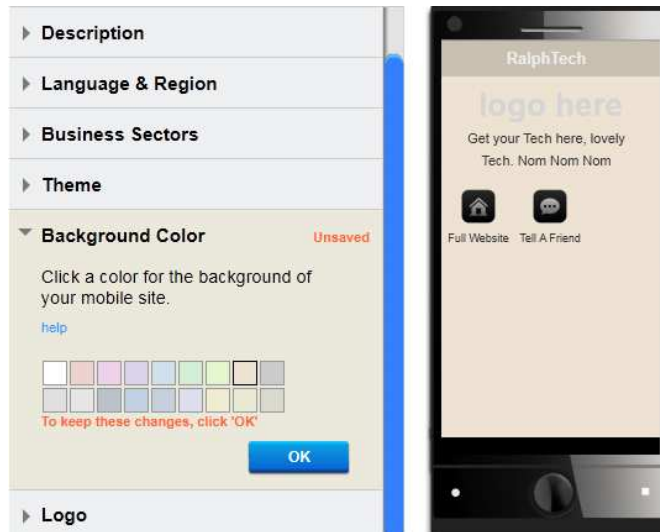 Description
Language & Region
Business Sectors
Theme
Background Color
Unsaved
Click a color for the background of
your mobile site.
help
To keep these changes, click 'OK'
OK
Logo
RalphTech
logo here
Get your Tech here, lovely
Tech. Nom Nom Nom
Full Website
Tell A Friend